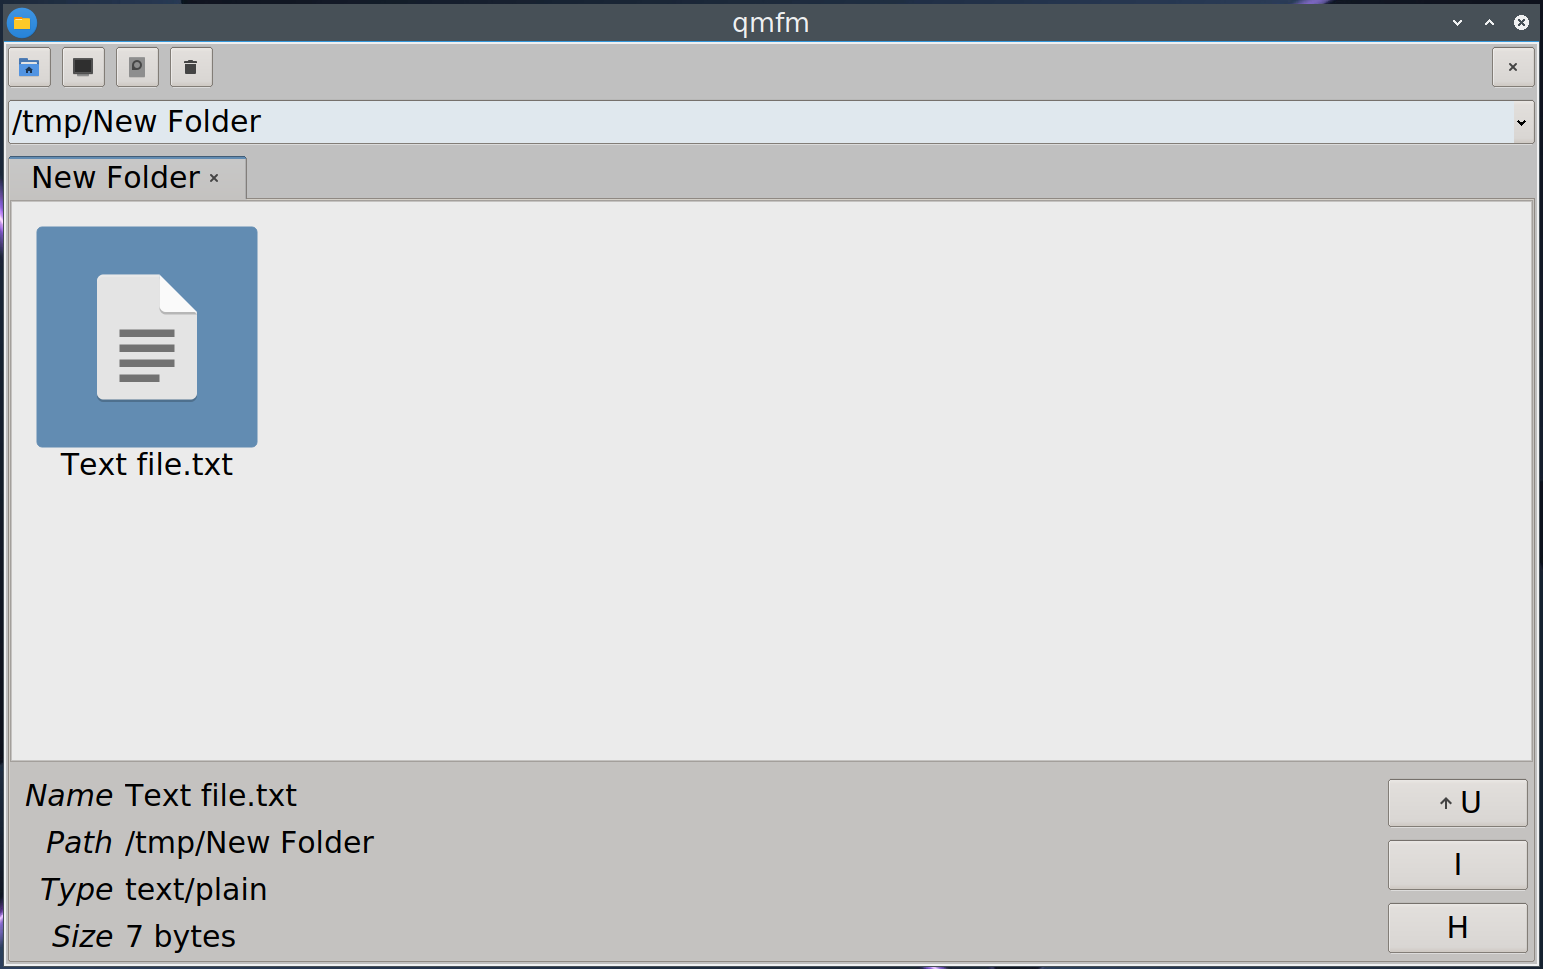 qmfm
/tmp/New Folder
New Folder
Text file.txt
Name Text file.txt
Path /tmp/New Folder
Type text/plain
Size 7 bytes
U
I
H